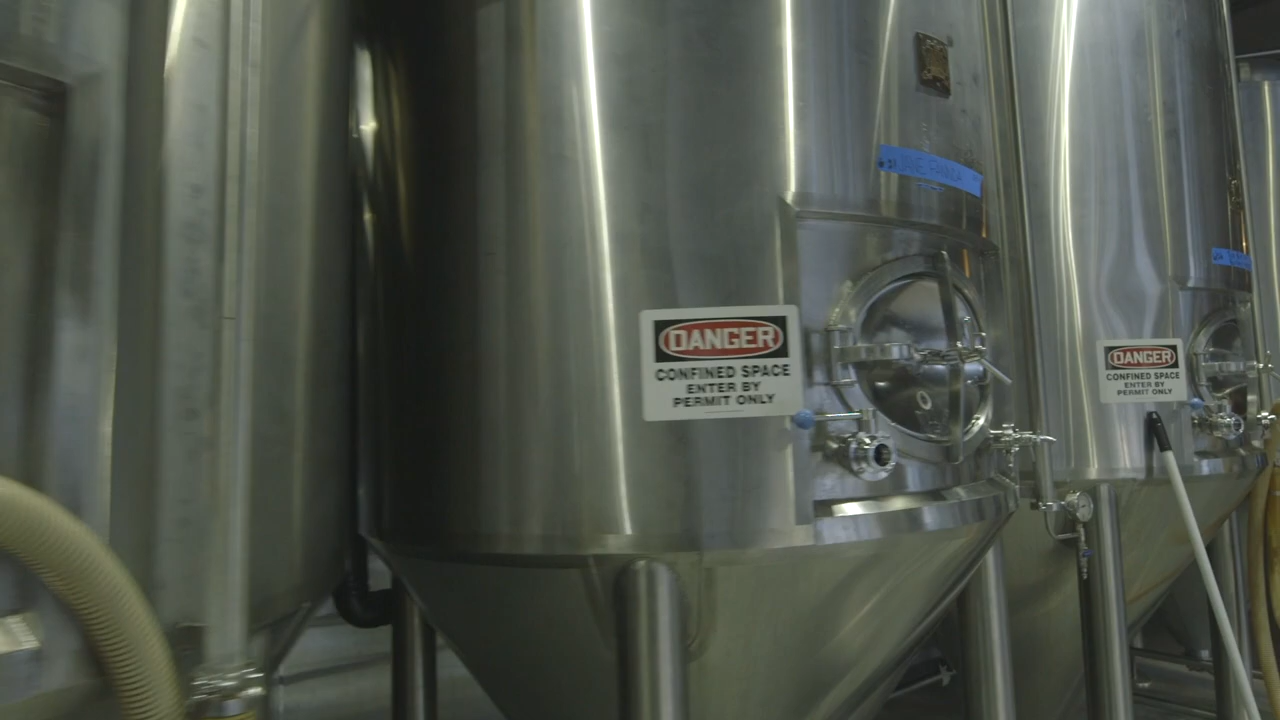 DANGER
CONFINED SPACE
ENTER BY
PERMIT ONLY
DANGER
CONFINED SPACE
ENTER BY
PERMIT ONLY